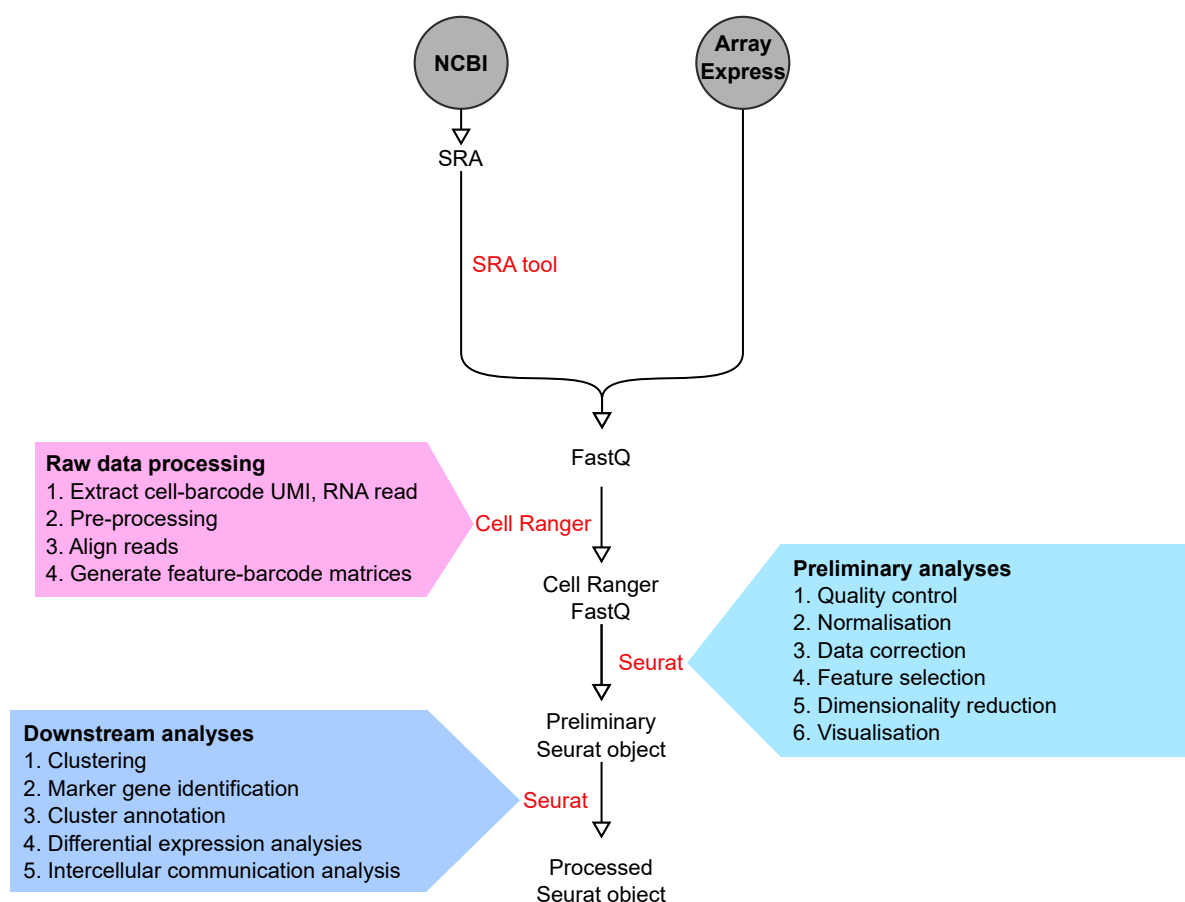 NCBI
Array
Express
SRA
SRA tool
FastQ
Raw data processing
1. Extract cell-barcode UMI, RNA read
2. Pre-processing
3. Align reads
4. Generate feature-barcode matrices
Cell Ranger
Cell Ranger
FastQ
Preliminary analyses
1. Quality control
2. Normalisation
3. Data correction
4. Feature selection
5. Dimensionality reduction
6. Visualisation
Seurat
Preliminary
Seurat object
Downstream analyses
1. Clustering
2. Marker gene identification
3. Cluster annotation
4. Differential expression analysies
5. Intercellular communication analysis
Seurat
Processed
Seurat object